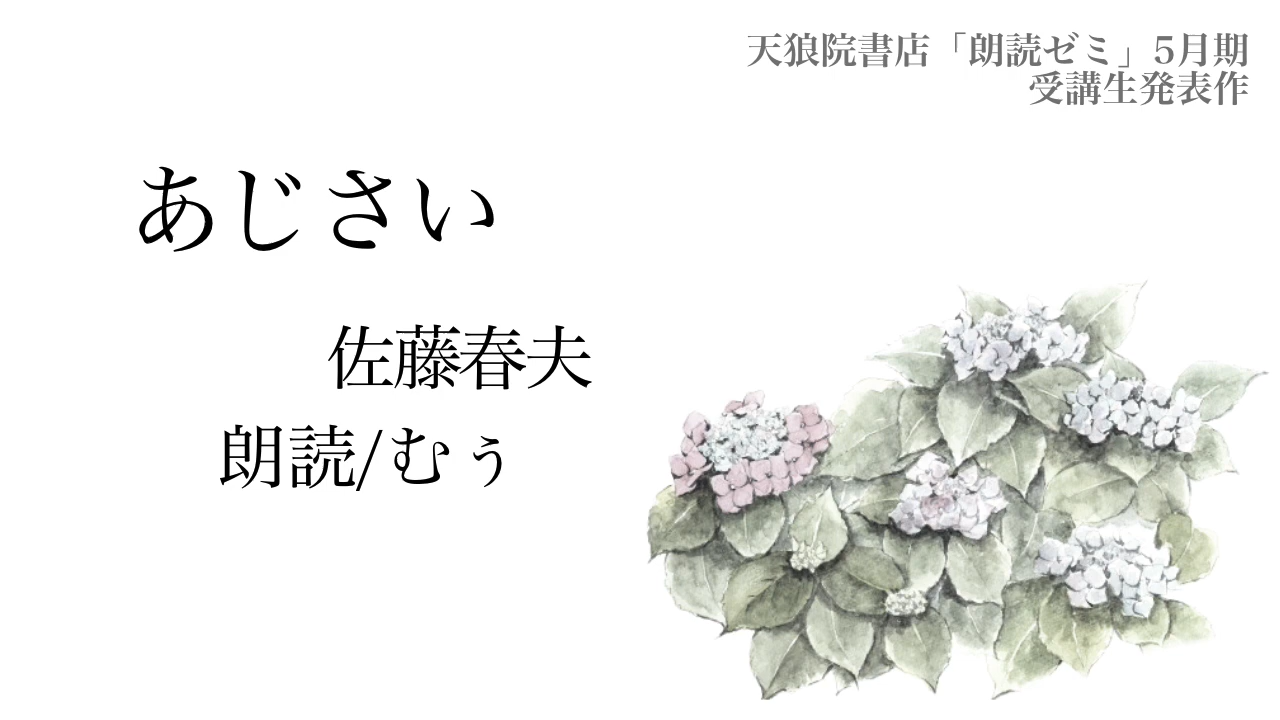 天狼院書店「朗読ゼミ」5月期
受講生発表作
あじさい
佐藤春夫
朗読/むぅ